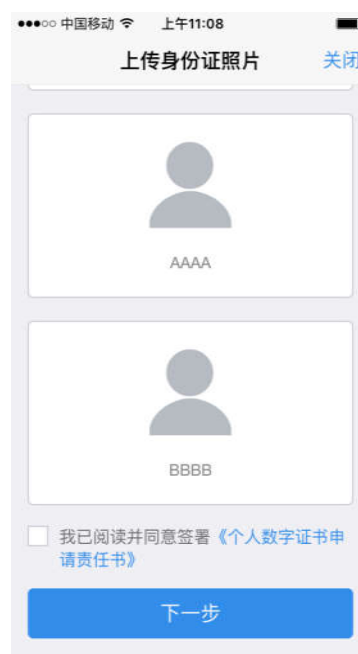 中国移动 上午11:08
上传身份证照片 关闭
AAAA
BBBB
我已阅读并同意签署《个人数字证书申
请责任书》
下一步